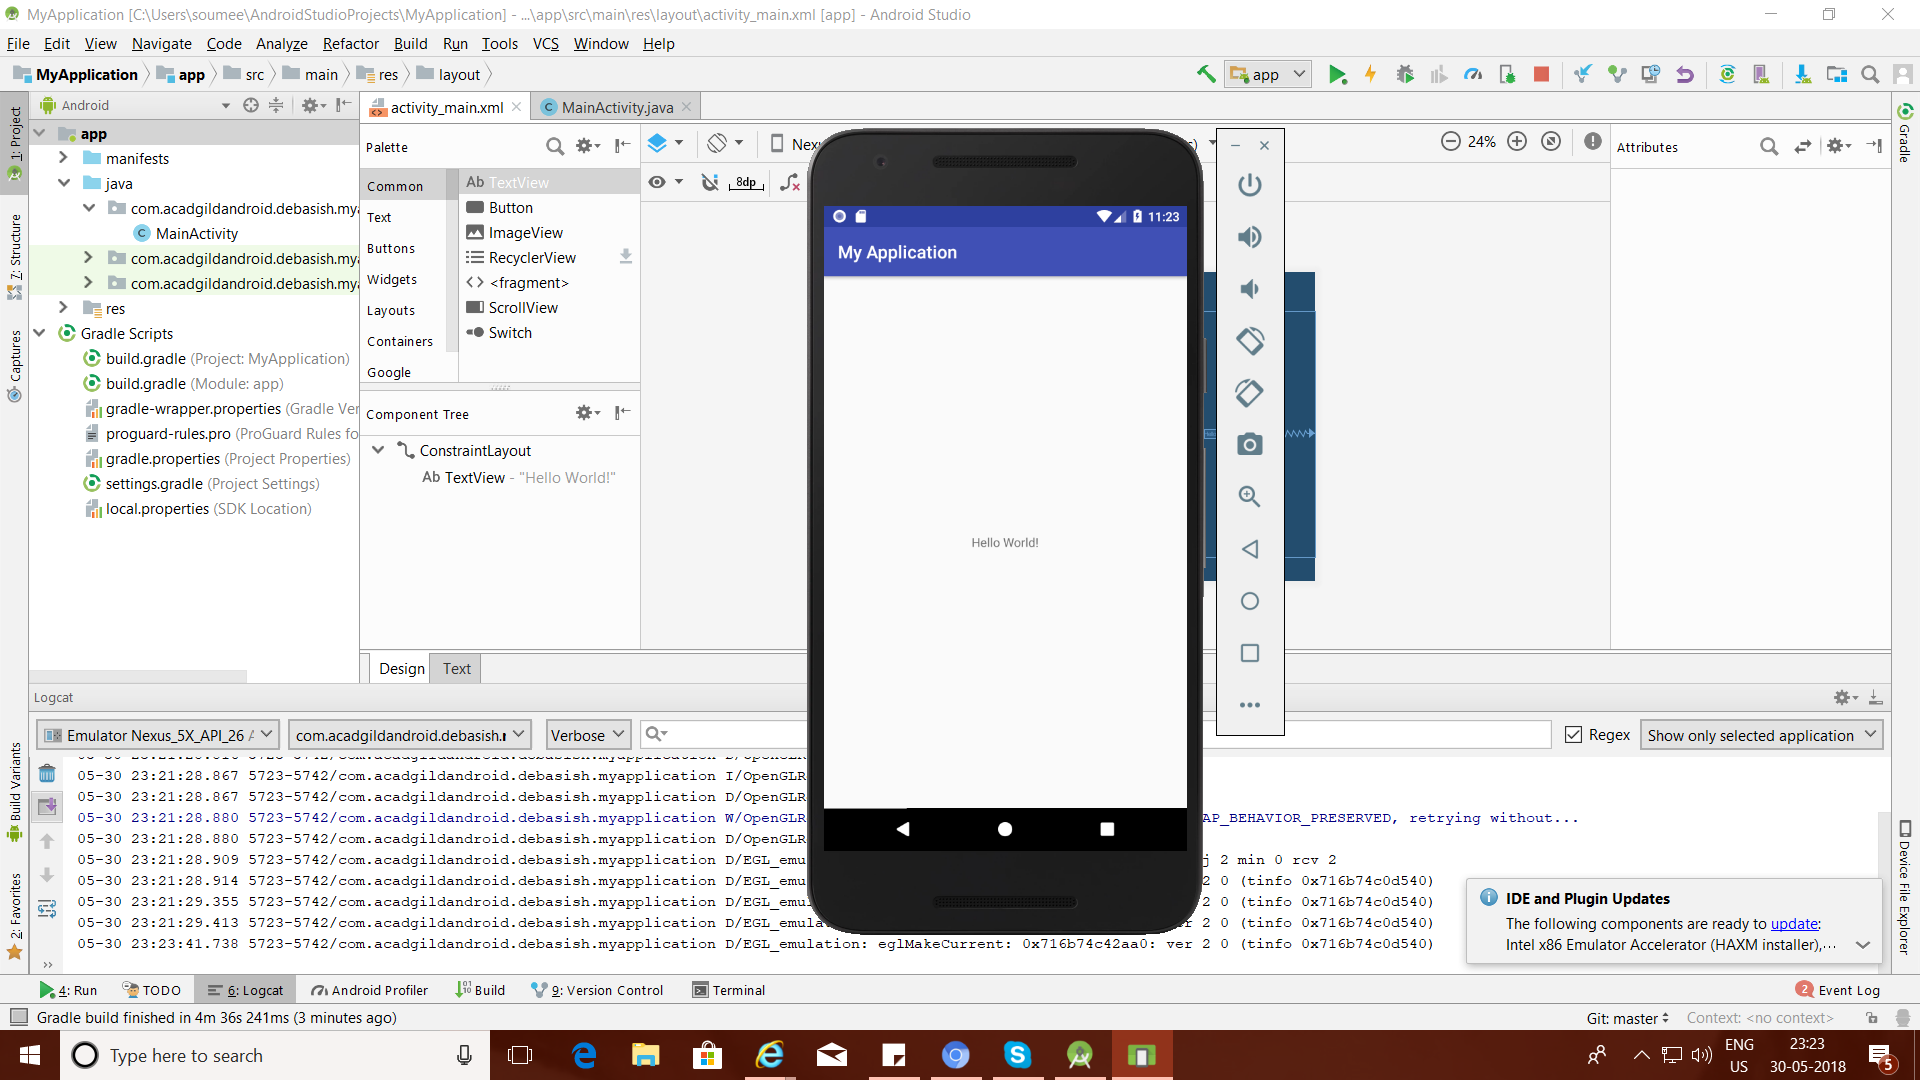 MyApplication [C:\Users\soumee\AndroidStudioProjects\MyApplication] - ...\app\src\main\res\layout\activity_main.xml [app] - Android Studio
File Edit View Navigate Code Analyze Refactor Build Run Tools VCS Window Help
MyApplication app src main res layout
app
Android
activity_main.xml
MainActivity.java
1: Project
7: Structure
Captures
Build Variants
2: Favorites
app
manifests
java
com.acadgildandroid.debasish.mya
MainActivity
com.acadgildandroid.debasish.mya
com.acadgildandroid.debasish.mya
res
Gradle Scripts
build.gradle (Project: MyApplication)
build.gradle (Module: app)
gradle-wrapper.properties (Gradle Ver
proguard-rules.pro (ProGuard Rules fo
gradle.properties (Project Properties)
settings.gradle (Project Settings)
local.properties (SDK Location)
Palette
Common
Text
Buttons
Widgets
Layouts
Containers
Google
Ab TextView
Button
ImageView
RecyclerView
<fragment>
ScrollView
Switch
Component Tree
ConstraintLayout
Ab TextView - "Hello World!"
8dp
24%
Attributes
Gradle
Device File Explorer
11:23
My Application
Hello World!
Design Text
Logcat
Emulator Nexus_5X_API_26
com.acadgildandroid.debasish.
Verbose
Regex
Show only selected application
05-30 23:21:28.867 5723-5742/com.acadgildandroid.debasish.myapplication I/OpenGLR
05-30 23:21:28.867 5723-5742/com.acadgildandroid.debasish.myapplication D/OpenGLR
05-30 23:21:28.880 5723-5742/com.acadgildandroid.debasish.myapplication W/OpenGLR AP_BEHAVIOR_PRESERVED, retrying without...
05-30 23:21:28.880 5723-5742/com.acadgildandroid.debasish.myapplication D/OpenGLR
05-30 23:21:28.909 5723-5742/com.acadgildandroid.debasish.myapplication D/EGL_emu j 2 min 0 rcv 2
05-30 23:21:28.914 5723-5742/com.acadgildandroid.debasish.myapplication D/EGL_emul 2 0 (tinfo 0x716b74c0d540)
05-30 23:21:29.355 5723-5742/com.acadgildandroid.debasish.myapplication D/EGL_emul 2 0 (tinfo 0x716b74c0d540)
05-30 23:21:29.413 5723-5742/com.acadgildandroid.debasish.myapplication D/EGL_emula r 2 0 (tinfo 0x716b74c0d540)
05-30 23:23:41.738 5723-5742/com.acadgildandroid.debasish.myapplication D/EGL_emulation: eglMakeCurrent: 0x716b74c42aa0: ver 2 0 (tinfo 0x716b74c0d540)
IDE and Plugin Updates
The following components are ready to update:
Intel x86 Emulator Accelerator (HAXM installer),...
4: Run TODO 6: Logcat Android Profiler Build 9: Version Control Terminal
2 Event Log
Gradle build finished in 4m 36s 241ms (3 minutes ago)
Git: master
Context: <no context>
Type here to search
ENG
US
23:23
30-05-2018
5